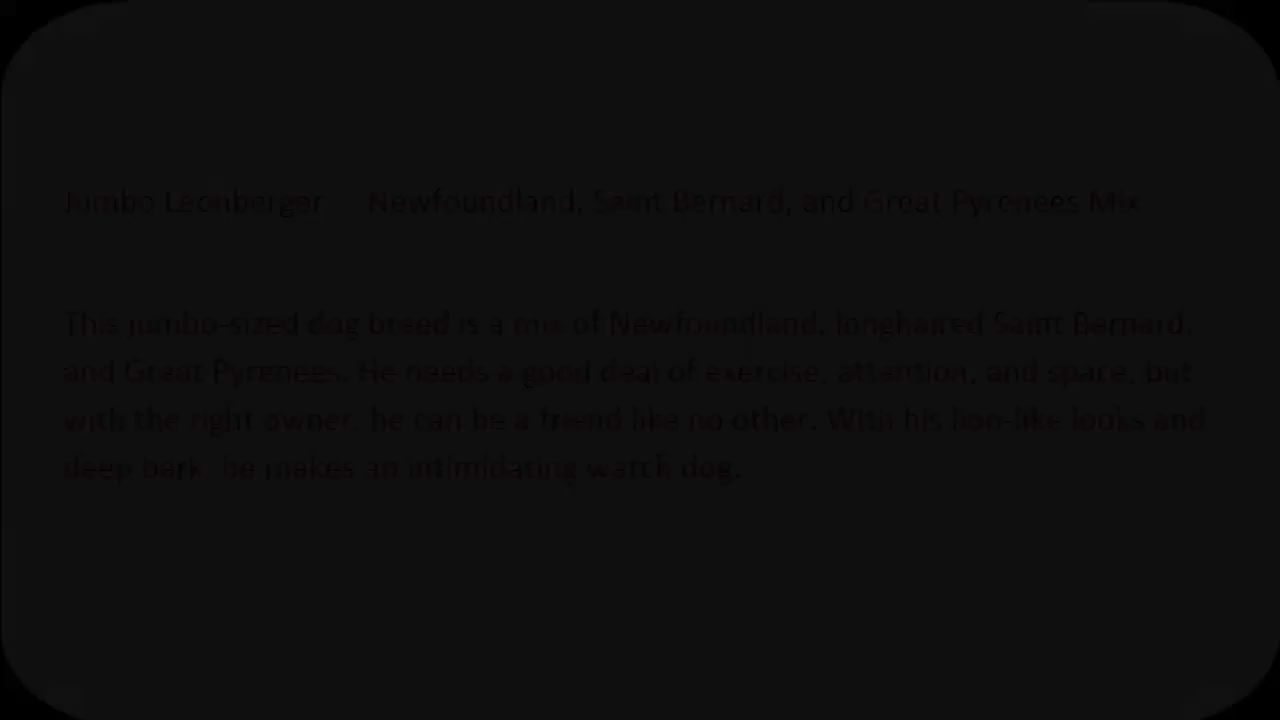 Jumbo Leonberger Newfoundland, Saint Bernard, and Great Pyrenees Mix
This jumbo-sized dog breed is a mix of Newfoundland, longhaired Saint Bernard,
and Great Pyrenees. He needs a good deal of exercise, attention, and space, but
with the right owner, he can be a friend like no other. With his lion-like looks and
deep bark, he makes an intimidating watch dog.